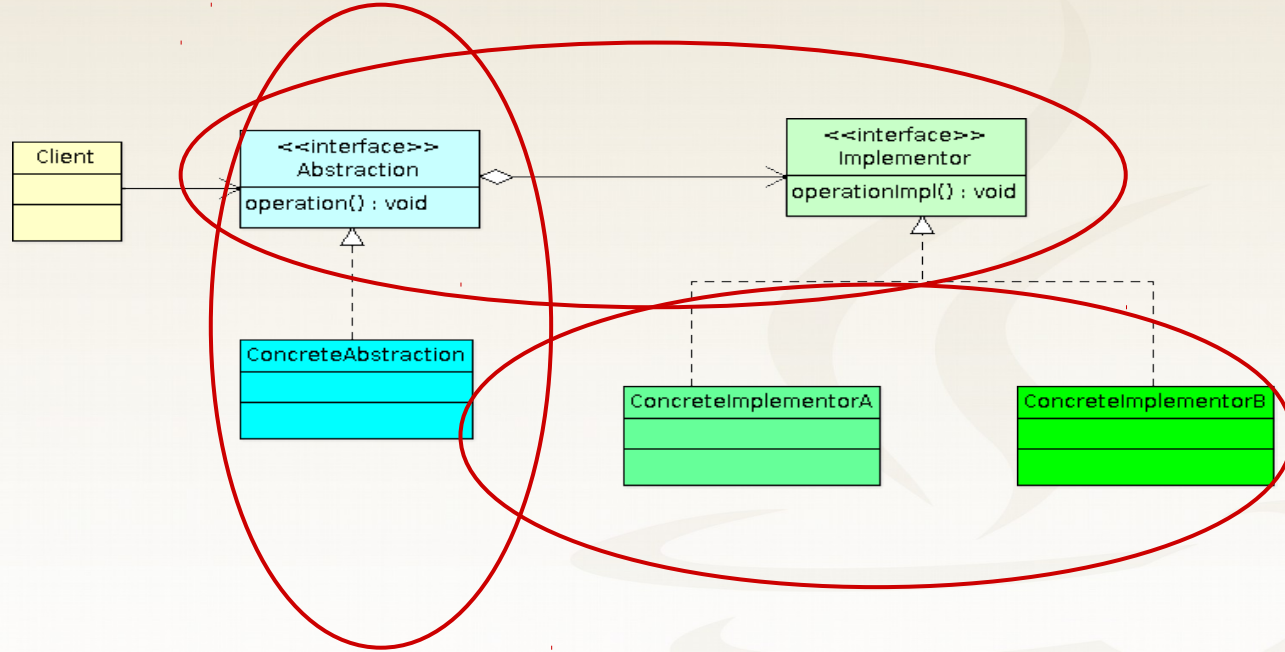 Client
<<interface>>
Abstraction
operation() : void
<<interface>>
Implementor
operationImpl() : void
ConcreteAbstraction
ConcreteImplementorA
ConcreteImplementorB